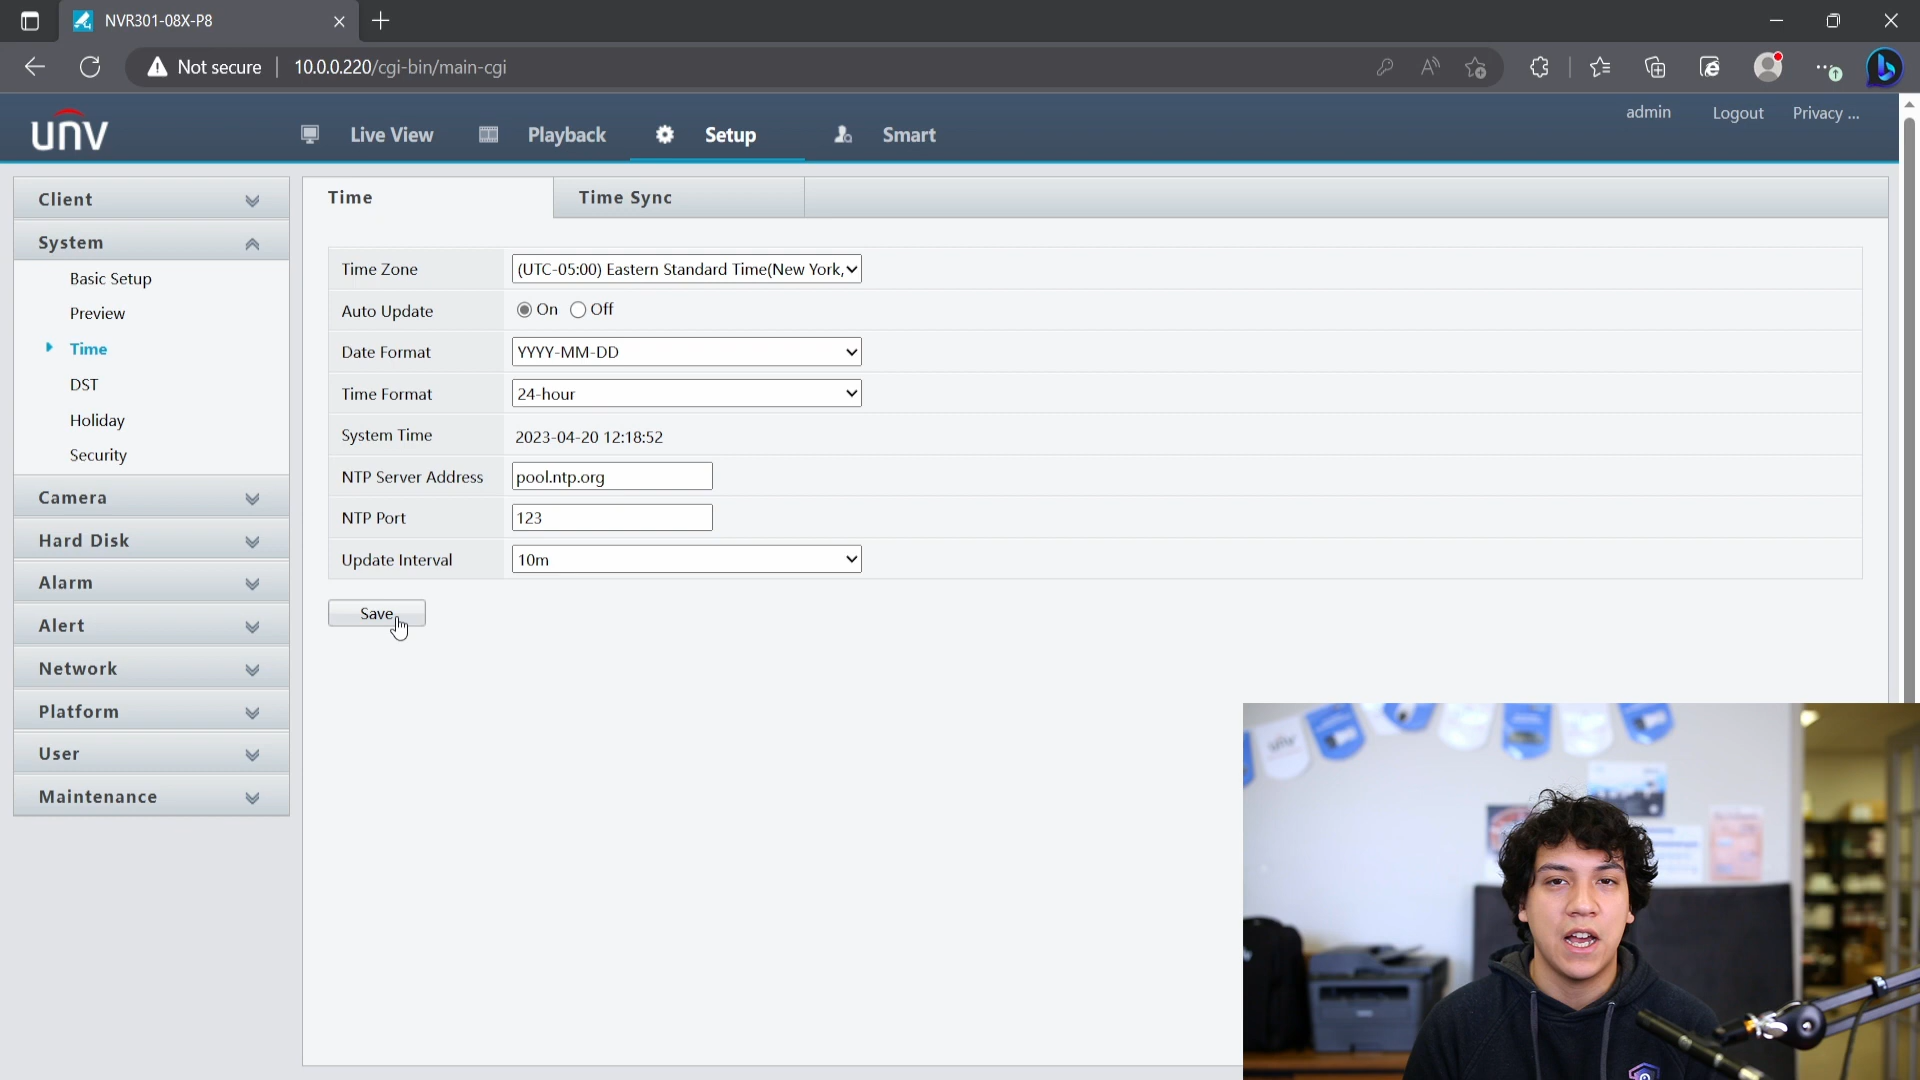 NVR301-08X-P8
Not secure
10.0.0.220/cgi-bin/main-cgi
admin
Logout
Privacy ...
unv
Live View
Playback
Setup
Smart
Client
System
Basic Setup
Preview
Time
DST
Holiday
Security
Camera
Hard Disk
Alarm
Alert
Network
Platform
User
Maintenance
Time
Time Sync
Time Zone (UTC-05:00) Eastern Standard Time(New York,
Auto Update On Off
Date Format YYYY-MM-DD
Time Format 24-hour
System Time 2023-04-20 12:18:52
NTP Server Address pool.ntp.org
NTP Port 123
Update Interval 10m
Save
unv